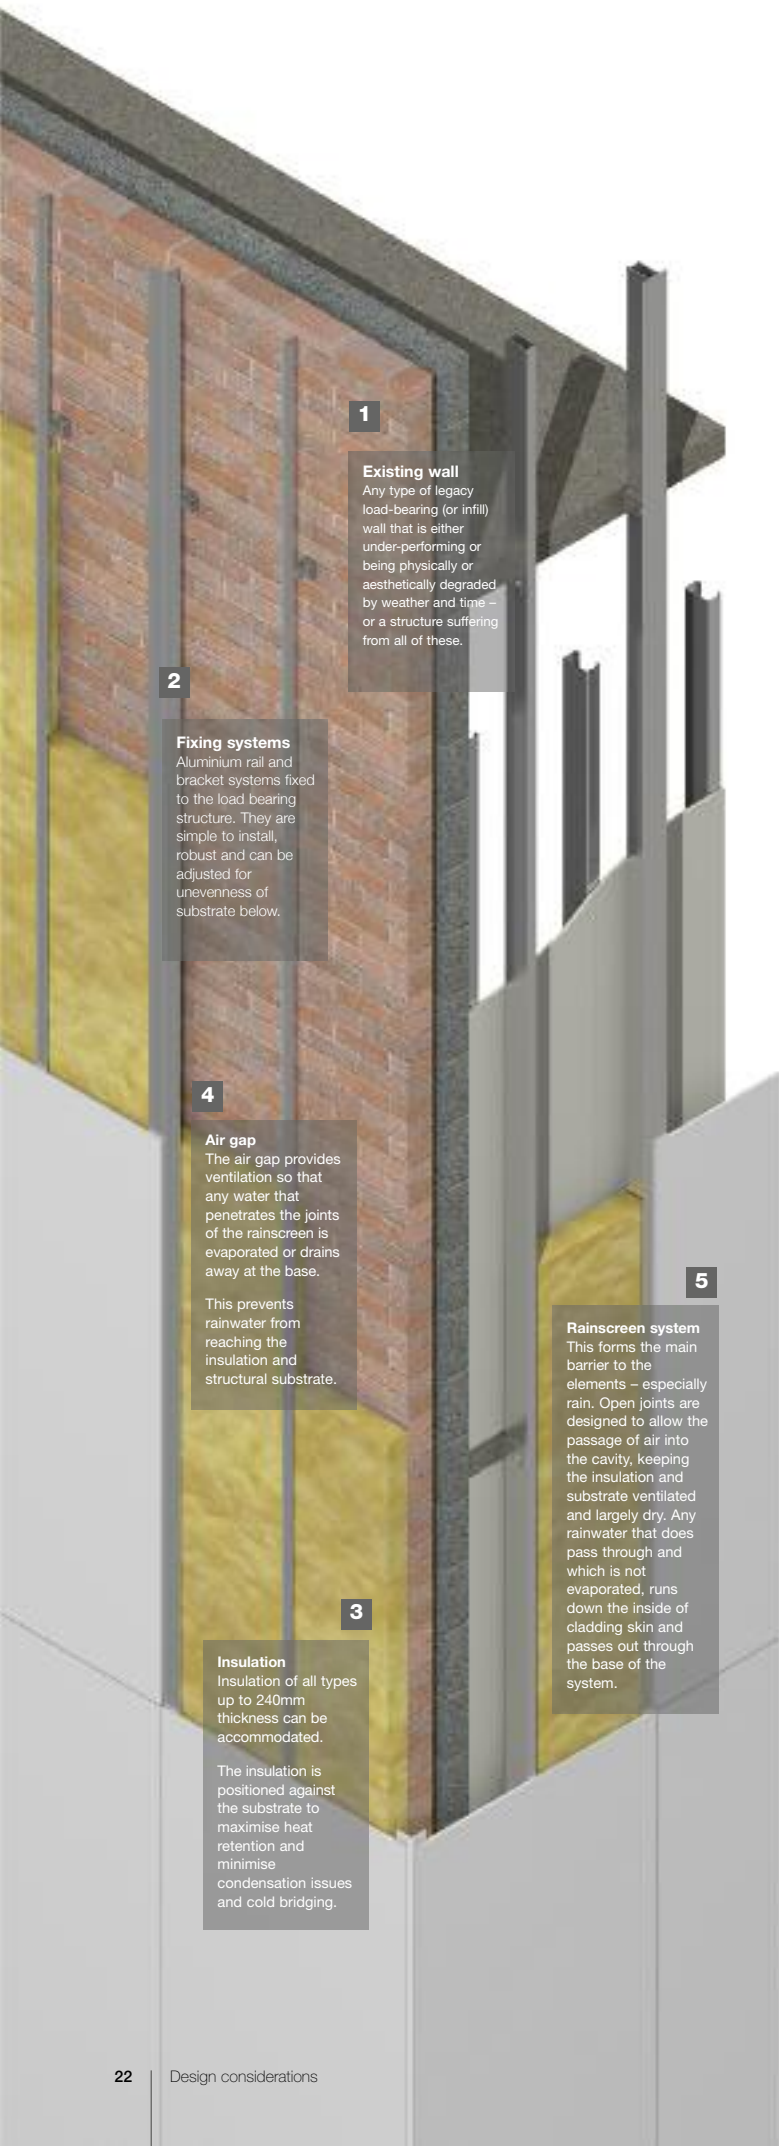 1
Existing wall
Any type of legacy
load-bearing (or infill)
wall that is either
under-performing or
being physically or
aesthetically degraded
by weather and time –
or a structure suffering
from all of these.
2
Fixing systems
Aluminium rail and
bracket systems fixed
to the load bearing
structure. They are
simple to install,
robust and can be
adjusted for
unevenness of
substrate below.
4
Air gap
The air gap provides
ventilation so that
any water that
penetrates the joints
of the rainscreen is
evaporated or drains
away at the base.
This prevents
rainwater from
reaching the
insulation and
structural substrate.
5
Rainscreen system
This forms the main
barrier to the
elements – especially
rain. Open joints are
designed to allow the
passage of air into
the cavity, keeping
the insulation and
substrate ventilated
and largely dry. Any
rainwater that does
pass through and
which is not
evaporated, runs
down the inside of
cladding skin and
passes out through
the base of the
system.
3
Insulation
Insulation of all types
up to 240mm
thickness can be
accommodated.
The insulation is
positioned against
the substrate to
maximise heat
retention and
minimise
condensation issues
and cold bridging.
22 Design considerations